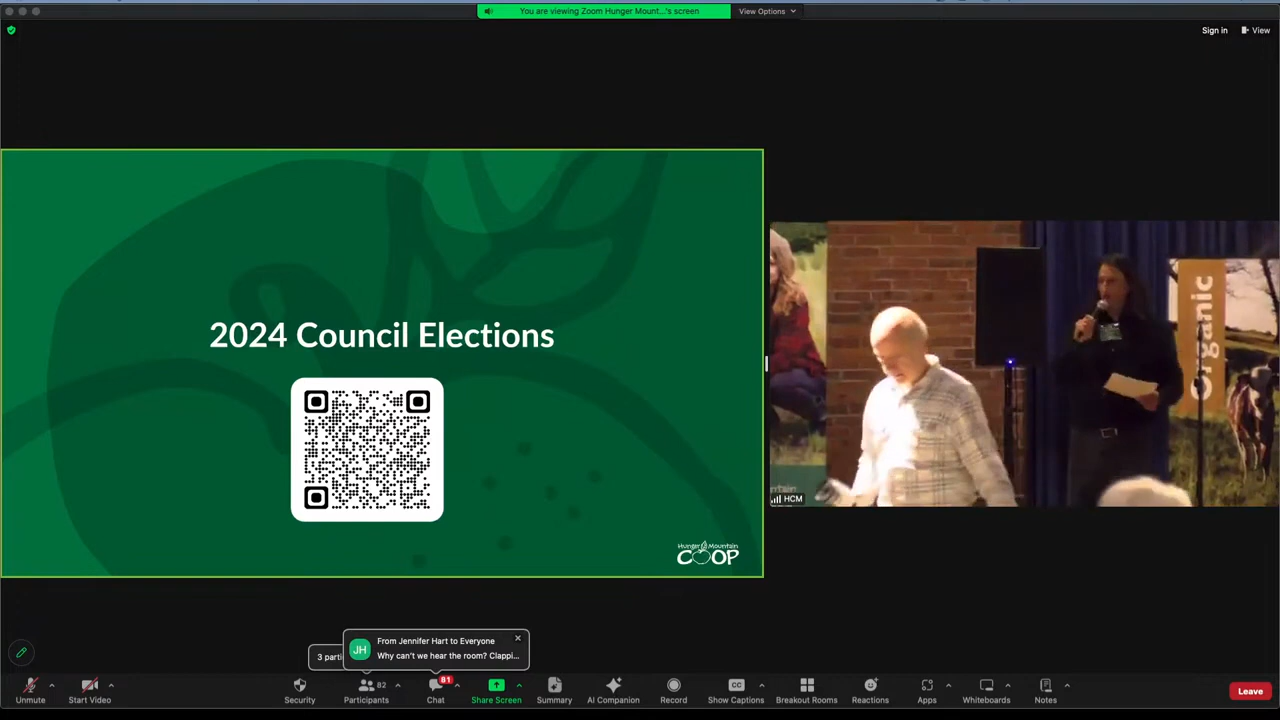 You are viewing Zoom Hunger Mount...'s screen
View Options
Sign in
View
2024 Council Elections
Hunger Mountain
COOP
Organic
HCM
3 parti
JH
From Jennifer Hart to Everyone
Why can't we hear the room? Clappi...
Unmute
Start Video
Security
82
Participants
81
Chat
Share Screen
Summary
AI Companion
Record
CC
Show Captions
Breakout Rooms
Reactions
Apps
Whiteboards
Notes
Leave